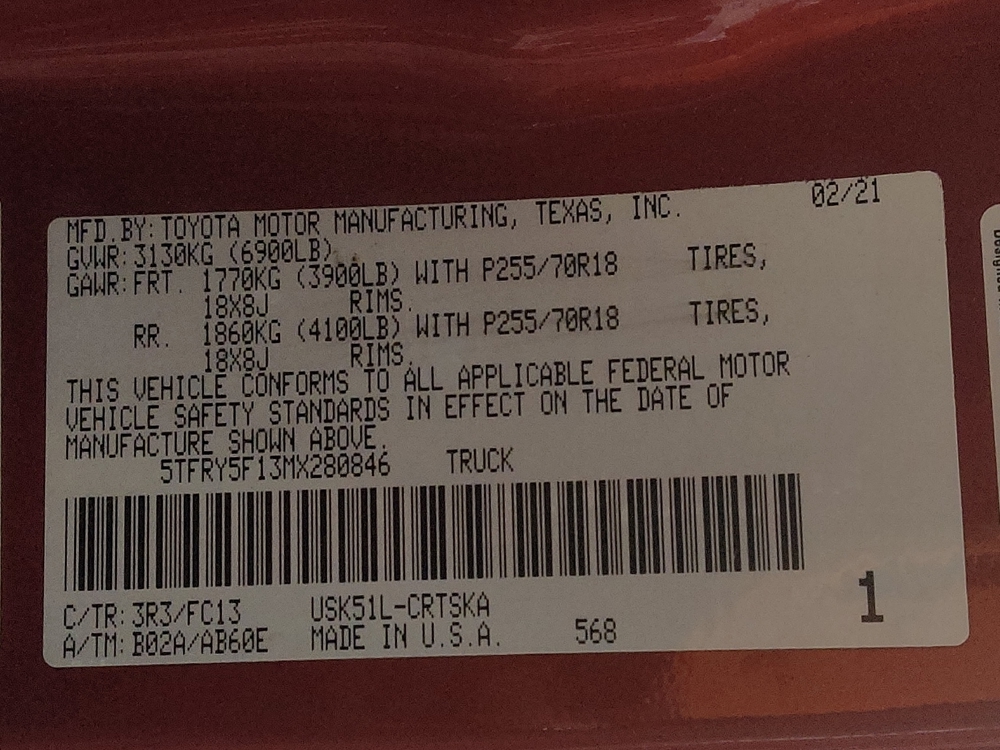 02/21
MFD.BY:TOYOTA MOTOR MANUFACTURING, TEXAS, INC.
GVWR:3130KG (6900LB)
GAWR:FRT. 1770KG (3900LB) WITH P255/70R18 TIRES,
18X8J RIMS.
RR. 1860KG (4100LB) WITH P255/70R18 TIRES,
18X8J RIMS.
THIS VEHICLE CONFORMS TO ALL APPLICABLE FEDERAL MOTOR
VEHICLE SAFETY STANDARDS IN EFFECT ON THE DATE OF
MANUFACTURE SHOWN ABOVE.
5TFRY5F13MX280846 TRUCK
C/TR:3R3/FC13 USK51L-CRTSKA
A/TM:B02A/AB60E MADE IN U.S.A. 568
1